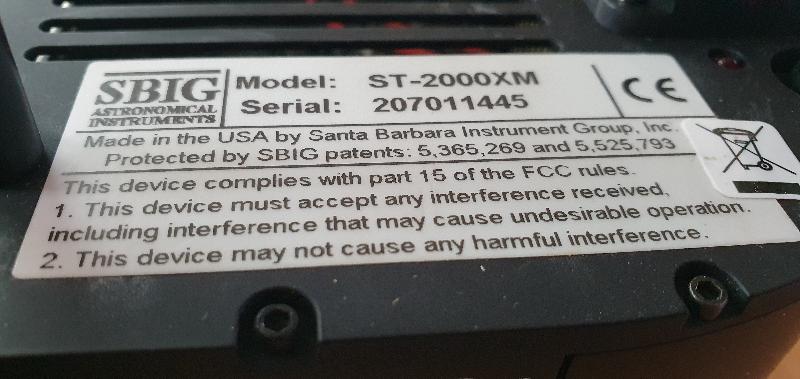 SBIG
ASTRONOMICAL
INSTRUMENTS
Model: ST-2000XM
Serial: 207011445
CE
Made in the USA by Santa Barbara Instrument Group, Inc.
Protected by SBIG patents: 5,365,269 and 5,525,793
This device complies with part 15 of the FCC rules.
1. This device must accept any interference received,
including interference that may cause undesirable operation.
2. This device may not cause any harmful interference.